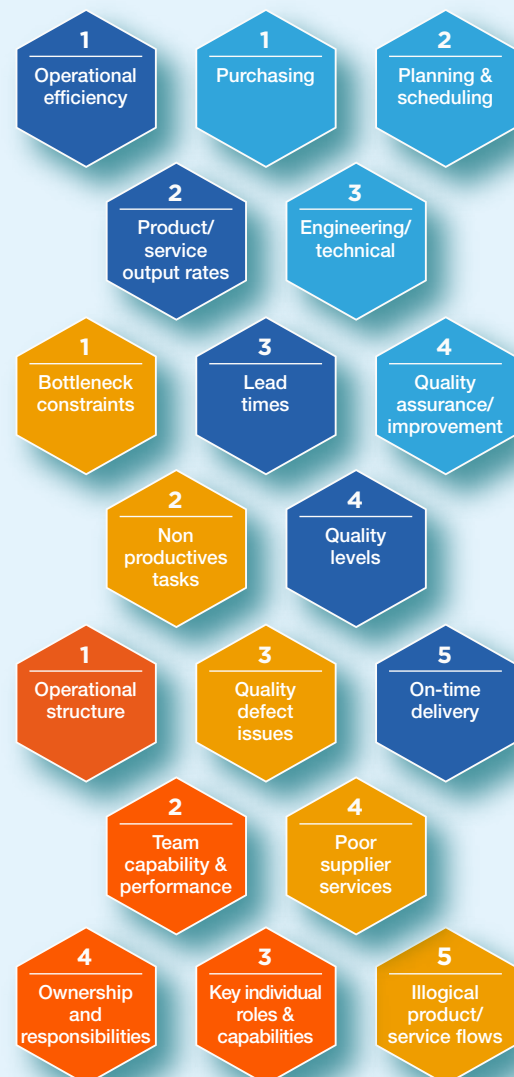 1
Operational
efficiency
1
Purchasing
2
Planning &
scheduling
2
Product/
service
output rates
3
Engineering/
technical
1
Bottleneck
constraints
3
Lead
times
4
Quality
assurance/
improvement
2
Non
productives
tasks
4
Quality
levels
1
Operational
structure
3
Quality
defect
issues
5
On-time
delivery
2
Team
capability &
performance
4
Poor
supplier
services
4
Ownership
and
responsibilities
3
Key individual
roles &
capabilities
5
Illogical
product/
service flows